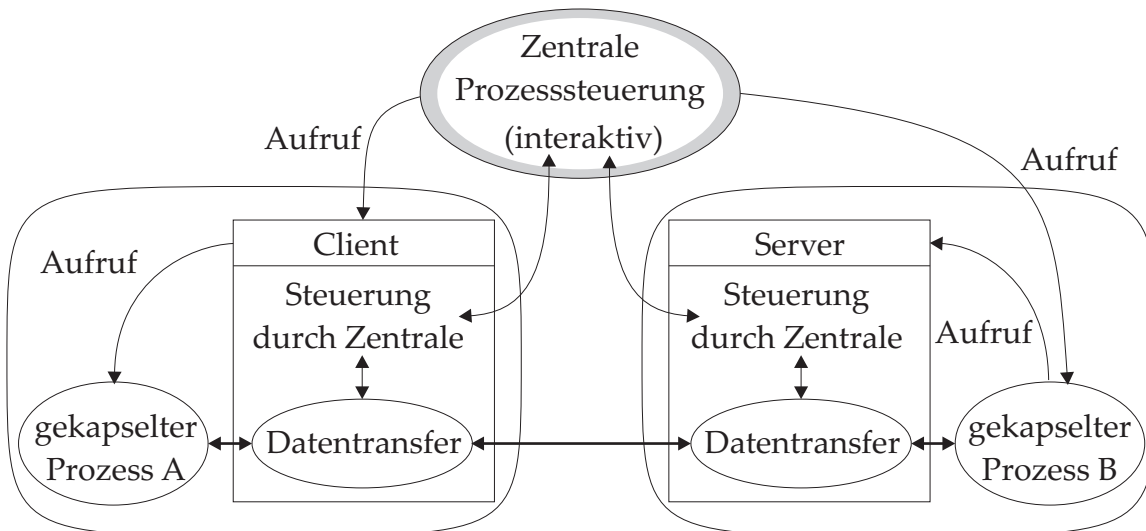 Zentrale
Prozesssteuerung
(interaktiv)
Aufruf
Aufruf
Client
Server
Aufruf
Steuerung
durch Zentrale
Steuerung
durch Zentrale
Aufruf
gekapselter
Prozess A
Datentransfer
Datentransfer
gekapselter
Prozess B